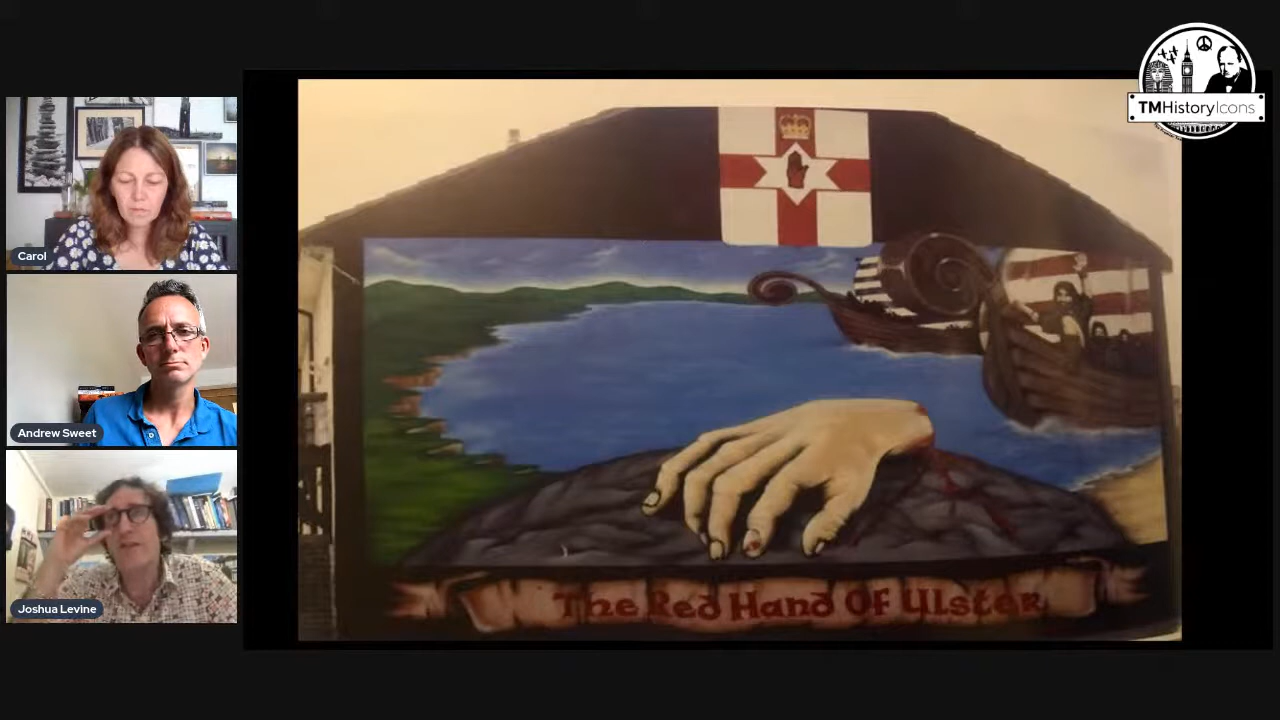 TMHistoryIcons
Carol
Andrew Sweet
Joshua Levine
The Red Hand Of Ulster